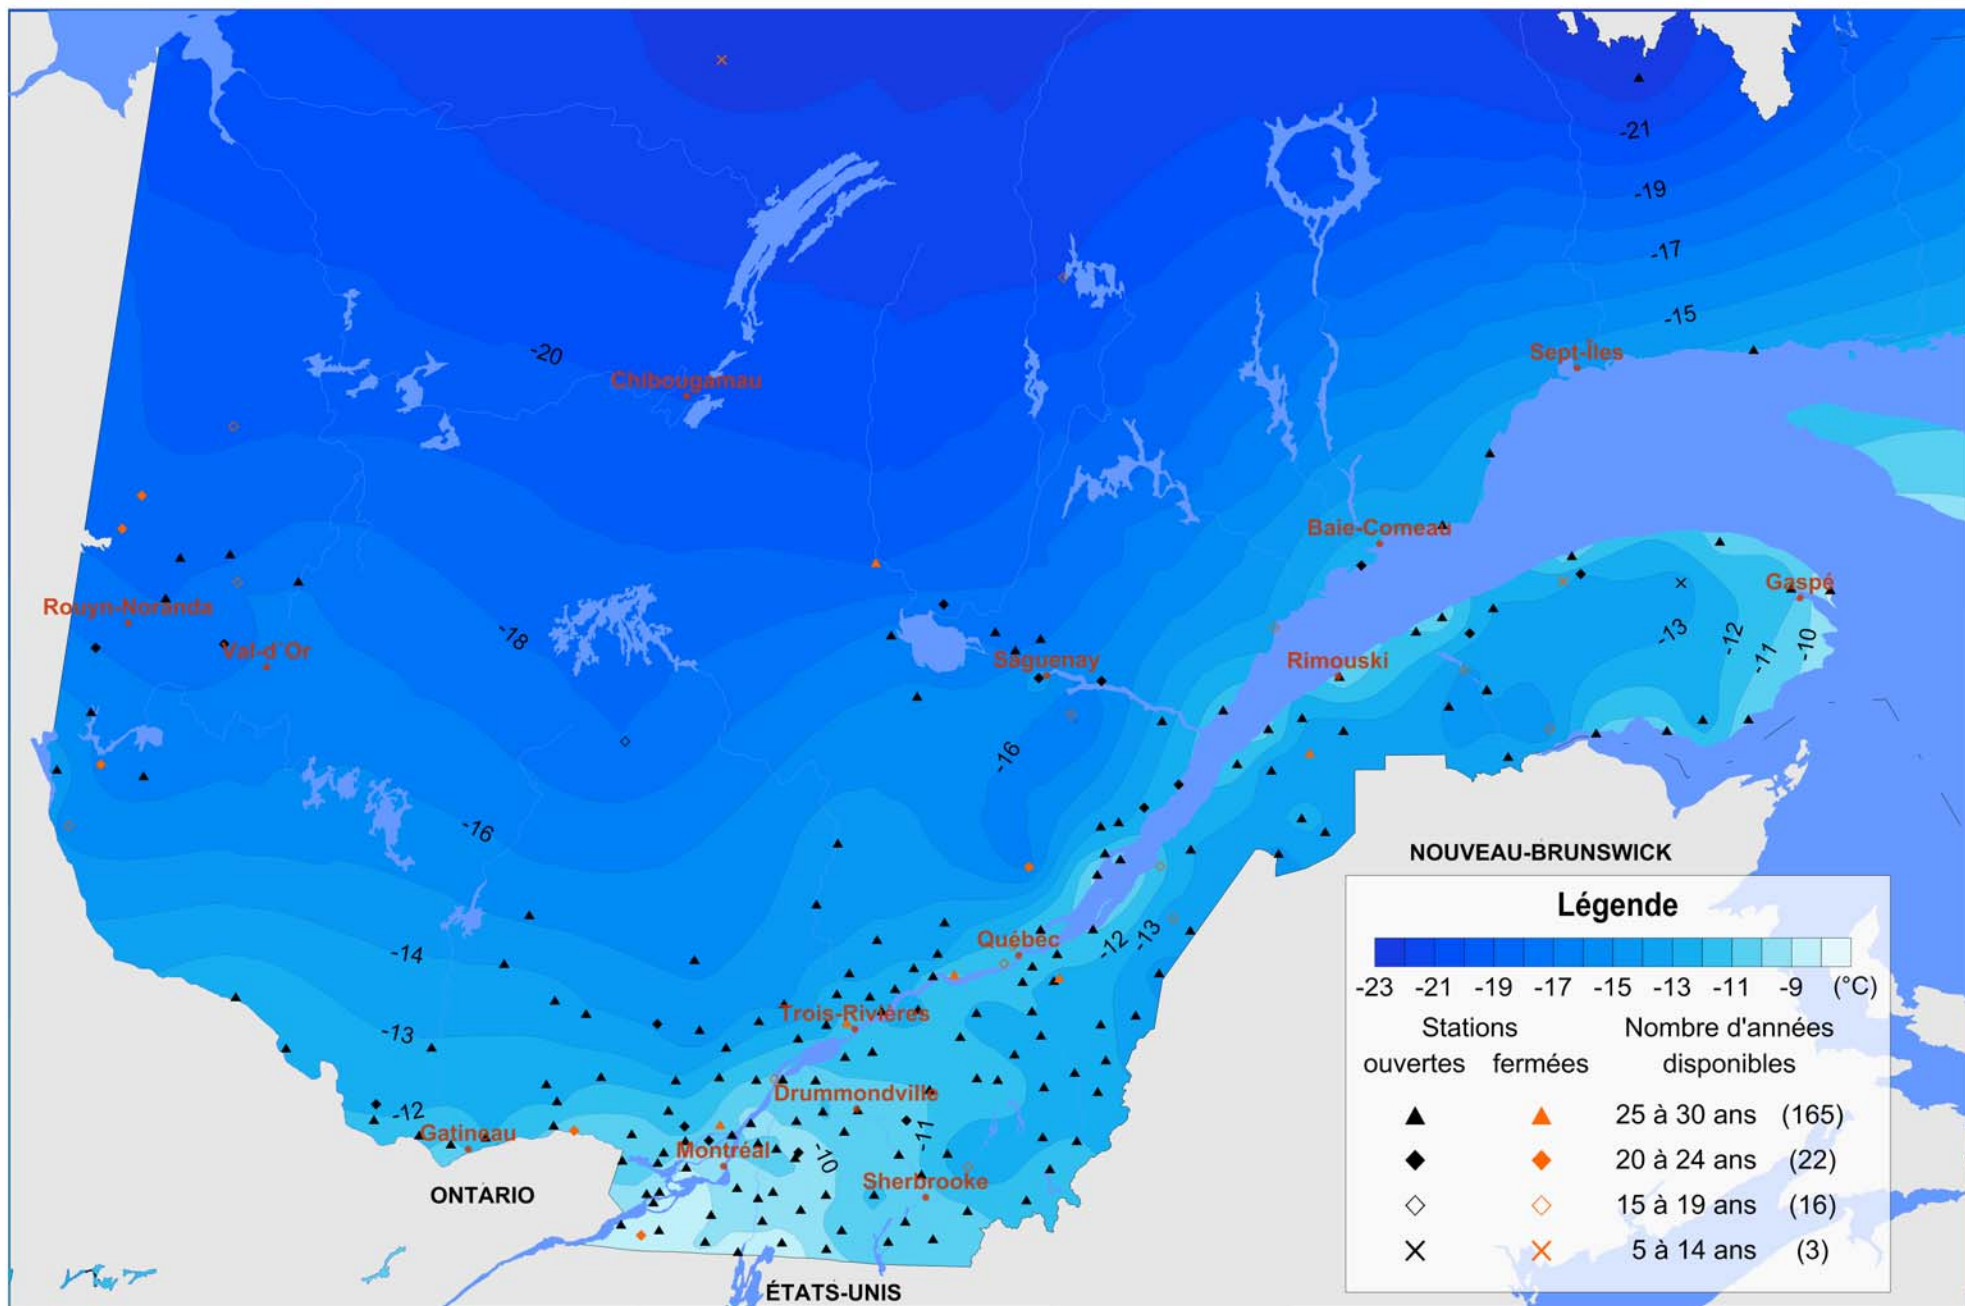 -21
-19
-17
-15
-20
Chibougamau
Sept-Îles
Baie-Comeau
Gaspé
Rouyn-Noranda
Val-d'Or
-18
Saguenay
Rimouski
-13
-12
-11
-10
-16
-16
NOUVEAU-BRUNSWICK
-14
Québec
-12
-13
-13
Trois-Rivières
Drummondville
-12
Gatineau
Montréal
-10
-11
Sherbrooke
ONTARIO
ÉTATS-UNIS
Légende
-23 -21 -19 -17 -15 -13 -11 -9 (°C)
Stations Nombre d'années
ouvertes fermées disponibles
25 à 30 ans (165)
20 à 24 ans (22)
15 à 19 ans (16)
5 à 14 ans (3)